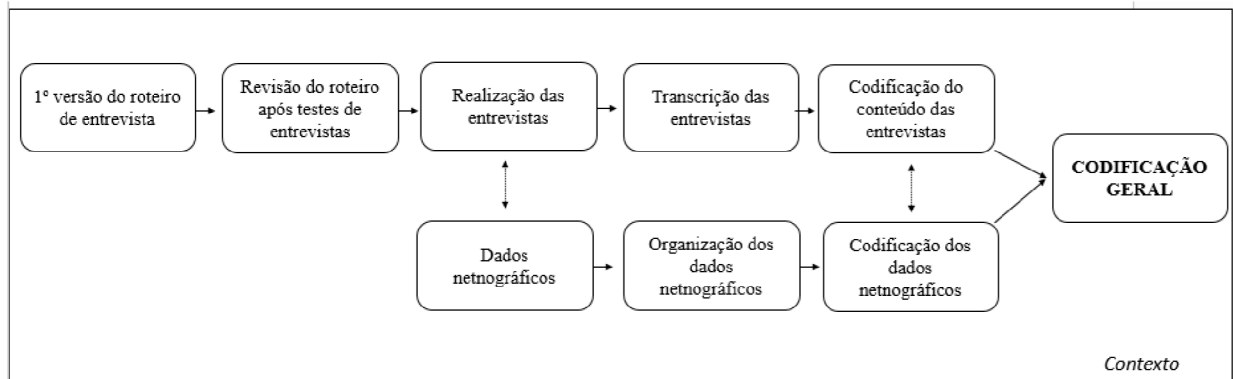 1º versão do roteiro
de entrevista
Revisão do roteiro
após testes de
entrevistas
Realização das
entrevistas
Transcrição das
entrevistas
Codificação do
conteúdo das
entrevistas
CODIFICAÇÃO
GERAL
Dados
netnográficos
Organização dos
dados
netnográficos
Codificação dos
dados
netnográficos
Contexto